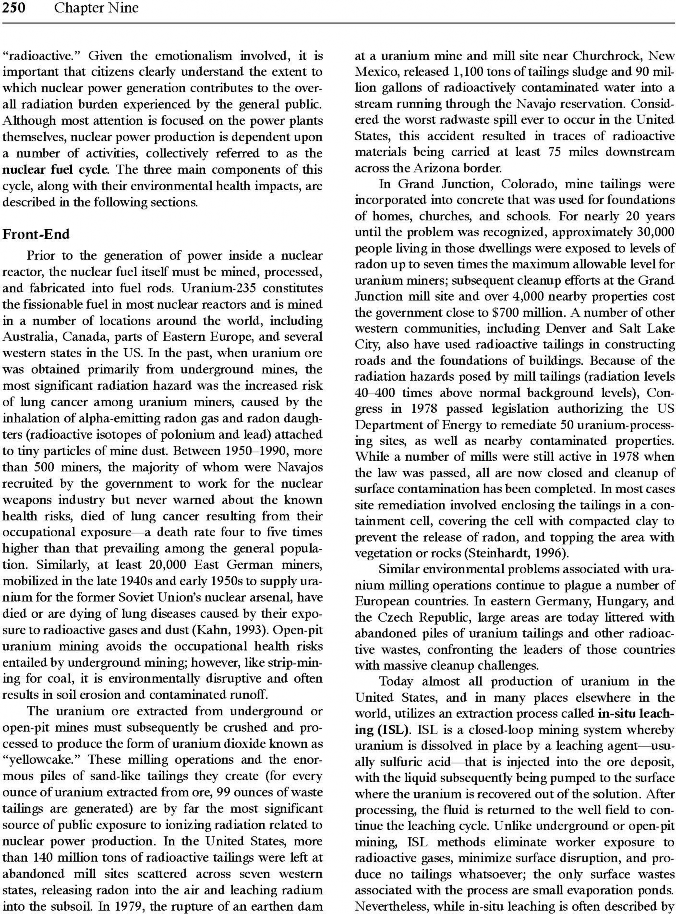 250 Chapter Nine
“radioactive.” Given the emotionalism involved, it is
important that citizens clearly understand the extent to
which nuclear power generation contributes to the over-
all radiation burden experienced by the general public.
Although most attention is focused on the power plants
themselves, nuclear power production is dependent upon
a number of activities, collectively referred to as the
nuclear fuel cycle. The three main components of this
cycle, along with their environmental health impacts, are
described in the following sections.
Front-End
Prior to the generation of power inside a nuclear
reactor, the nuclear fuel itself must be mined, processed,
and fabricated into fuel rods. Uranium-235 constitutes
the fissionable fuel in most nuclear reactors and is mined
in a number of locations around the world, including
Australia, Canada, parts of Eastern Europe, and several
western states in the US. In the past, when uranium ore
was obtained primarily from underground mines, the
most significant radiation hazard was the increased risk
of lung cancer among uranium miners, caused by the
inhalation of alpha-emitting radon gas and radon daugh-
ters (radioactive isotopes of polonium and lead) attached
to tiny particles of mine dust. Between 1950–1990, more
than 500 miners, the majority of whom were Navajos
recruited by the government to work for the nuclear
weapons industry but never warned about the known
health risks, died of lung cancer resulting from their
occupational exposure—a death rate four to five times
higher than that prevailing among the general popula-
tion. Similarly, at least 20,000 East German miners,
mobilized in the late 1940s and early 1950s to supply ura-
nium for the former Soviet Union’s nuclear arsenal, have
died or are dying of lung diseases caused by their expo-
sure to radioactive gases and dust (Kahn, 1993). Open-pit
uranium mining avoids the occupational health risks
entailed by underground mining; however, like strip-min-
ing for coal, it is environmentally disruptive and often
results in soil erosion and contaminated runoff.
The uranium ore extracted from underground or
open-pit mines must subsequently be crushed and pro-
cessed to produce the form of uranium dioxide known as
“yellowcake.” These milling operations and the enor-
mous piles of sand-like tailings they create (for every
ounce of uranium extracted from ore, 99 ounces of waste
tailings are generated) are by far the most significant
source of public exposure to ionizing radiation related to
nuclear power production. In the United States, more
than 140 million tons of radioactive tailings were left at
abandoned mill sites scattered across seven western
states, releasing radon into the air and leaching radium
into the subsoil. In 1979, the rupture of an earthen dam
at a uranium mine and mill site near Churchrock, New
Mexico, released 1,100 tons of tailings sludge and 90 mil-
lion gallons of radioactively contaminated water into a
stream running through the Navajo reservation. Consid-
ered the worst radwaste spill ever to occur in the United
States, this accident resulted in traces of radioactive
materials being carried at least 75 miles downstream
across the Arizona border.
In Grand Junction, Colorado, mine tailings were
incorporated into concrete that was used for foundations
of homes, churches, and schools. For nearly 20 years
until the problem was recognized, approximately 30,000
people living in those dwellings were exposed to levels of
radon up to seven times the maximum allowable level for
uranium miners; subsequent cleanup efforts at the Grand
Junction mill site and over 4,000 nearby properties cost
the government close to $700 million. A number of other
western communities, including Denver and Salt Lake
City, also have used radioactive tailings in constructing
roads and the foundations of buildings. Because of the
radiation hazards posed by mill tailings (radiation levels
40–400 times above normal background levels), Con-
gress in 1978 passed legislation authorizing the US
Department of Energy to remediate 50 uranium-process-
ing sites, as well as nearby contaminated properties.
While a number of mills were still active in 1978 when
the law was passed, all are now closed and cleanup of
surface contamination has been completed. In most cases
site remediation involved enclosing the tailings in a con-
tainment cell, covering the cell with compacted clay to
prevent the release of radon, and topping the area with
vegetation or rocks (Steinhardt, 1996).
Similar environmental problems associated with ura-
nium milling operations continue to plague a number of
European countries. In eastern Germany, Hungary, and
the Czech Republic, large areas are today littered with
abandoned piles of uranium tailings and other radioac-
tive wastes, confronting the leaders of those countries
with massive cleanup challenges.
Today almost all production of uranium in the
United States, and in many places elsewhere in the
world, utilizes an extraction process called in-situ leach-
ing (ISL). ISL is a closed-loop mining system whereby
uranium is dissolved in place by a leaching agent—usu-
ally sulfuric acid—that is injected into the ore deposit,
with the liquid subsequently being pumped to the surface
where the uranium is recovered out of the solution. After
processing, the fluid is returned to the well field to con-
tinue the leaching cycle. Unlike underground or open-pit
mining, ISL methods eliminate worker exposure to
radioactive gases, minimize surface disruption, and pro-
duce no tailings whatsoever; the only surface wastes
associated with the process are small evaporation ponds.
Nevertheless, while in-situ leaching is often described by